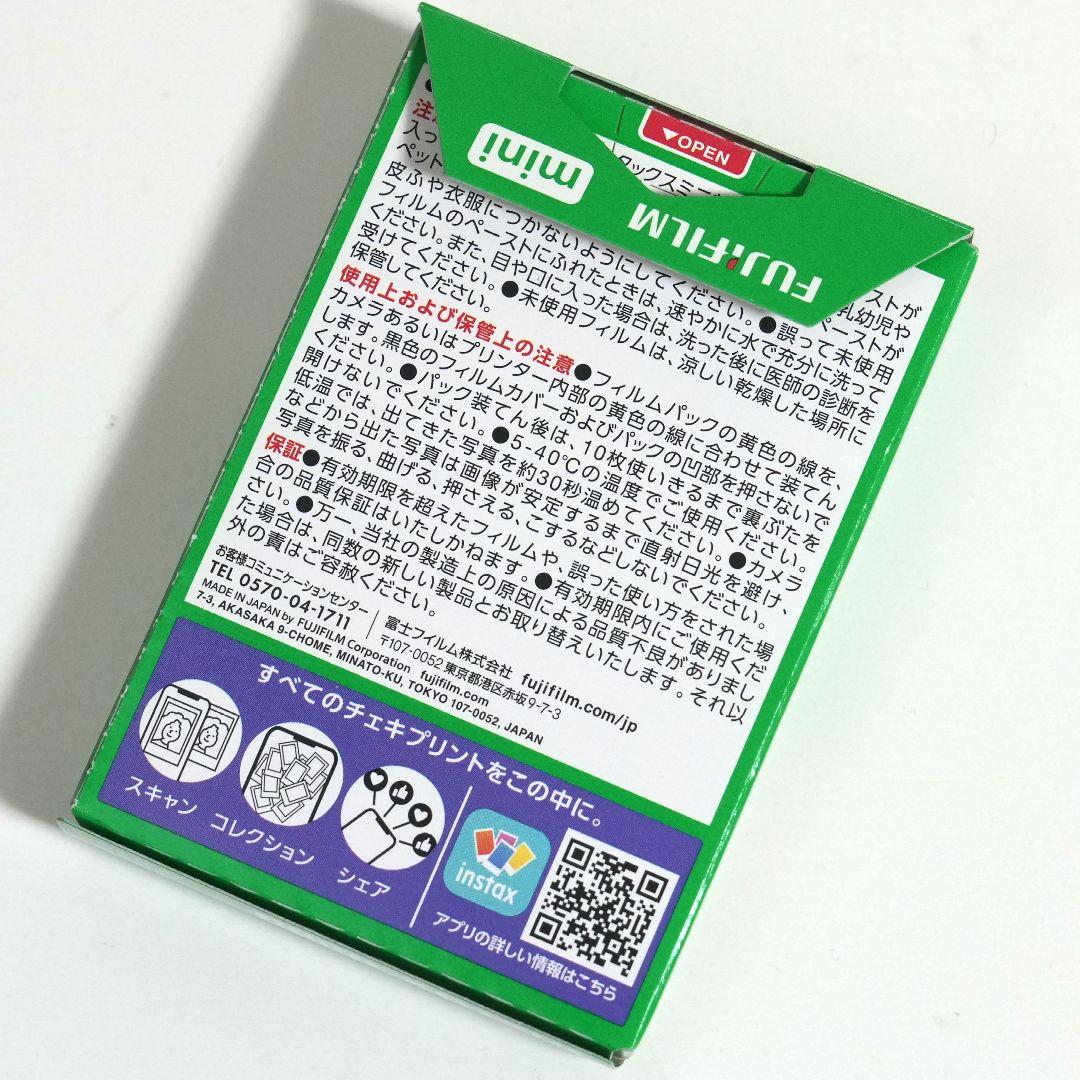 ▼OPEN
タックスミニ
mini
FUJIFILM
入っ ストが
ペット 乳幼児や
ペーストが
皮ふや衣服につかないようにしてください。●誤って未使用
フィルムのペーストにふれたときは、速やかに水で充分に洗って
ください。また、目や口に入った場合は、洗った後に医師の診断を
受けてください。●未使用フィルムは、涼しい乾燥した場所に
保管してください。
使用上および保管上の注意●フィルムパックの黄色の線を、
カメラあるいはプリンター内部の黄色の線に合わせて装てん
します。黒色のフィルムカバーおよびパックの凹部を押さないで
ください。●パック装てん後は、10枚使いきるまで裏ぶたを
開けないでください。●5-40℃の温度でご使用ください。
低温では、出てきた写真を約30秒温めてください。●カメラ
などから出た写真は画像が安定するまで直射日光を避け、
写真を振る、曲げる、押さえる、こするなどしないでください。
保証●有効期限を超えたフィルムや、誤った使い方をされた場
合の品質保証はいたしかねます。●有効期限内にご使用くだ
さい。●万一、当社の製造上の原因による品質不良がありまし
た場合は、同数の新しい製品とお取り替えいたします。それ以
外の責はご容赦ください。
お客様コミュニケーションセンター
TEL 0570-04-1711
富士フイルム株式会社 fujifilm.com/jp
〒107-0052 東京都港区赤坂9-7-3
MADE IN JAPAN by FUJIFILM Corporation fujifilm.com
7-3, AKASAKA 9-CHOME, MINATO-KU, TOKYO 107-0052, JAPAN
すべてのチェキプリントをこの中に。
スキャン
コレクション
シェア
instax
アプリの詳しい情報はこちら